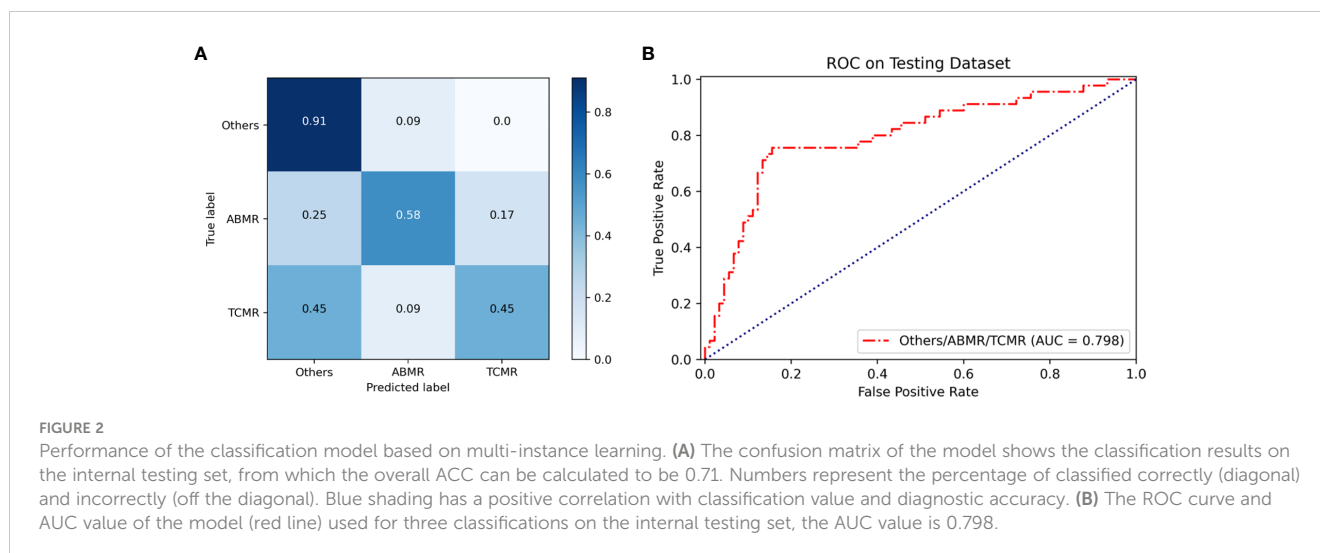 A
Others
ABMR
TCMR
True label
0.91 0.09 0.0
0.25 0.58 0.17
0.45 0.09 0.45
Others ABMR TCMR
Predicted label
0.8
0.6
0.4
0.2
0.0
B
ROC on Testing Dataset
True Positive Rate
1.0
0.8
0.6
0.4
0.2
0.0
Others/ABMR/TCMR (AUC = 0.798)
0.0 0.2 0.4 0.6 0.8 1.0
False Positive Rate
FIGURE 2
Performance of the classification model based on multi-instance learning. (A) The confusion matrix of the model shows the classification results on
the internal testing set, from which the overall ACC can be calculated to be 0.71. Numbers represent the percentage of classified correctly (diagonal)
and incorrectly (off the diagonal). Blue shading has a positive correlation with classification value and diagnostic accuracy. (B) The ROC curve and
AUC value of the model (red line) used for three classifications on the internal testing set, the AUC value is 0.798.